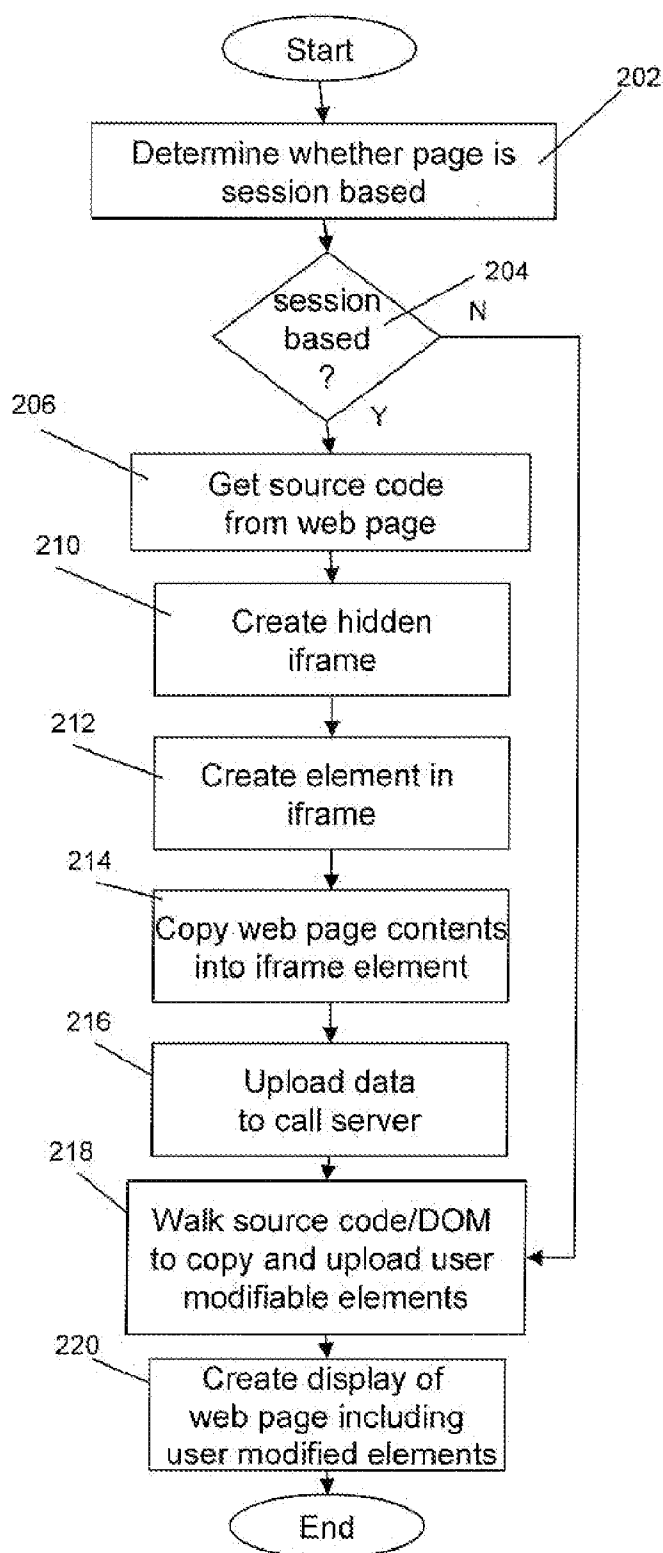 Start
202
Determine whether page is
session based
204
session
based
?
N
Y
206
Get source code
from web page
210
Create hidden
iframe
212
Create element in
iframe
214
Copy web page contents
into iframe element
216
Upload data
to call server
218
Walk source code/DOM
to copy and upload user
modifiable elements
220
Create display of
web page including
user modified elements
End